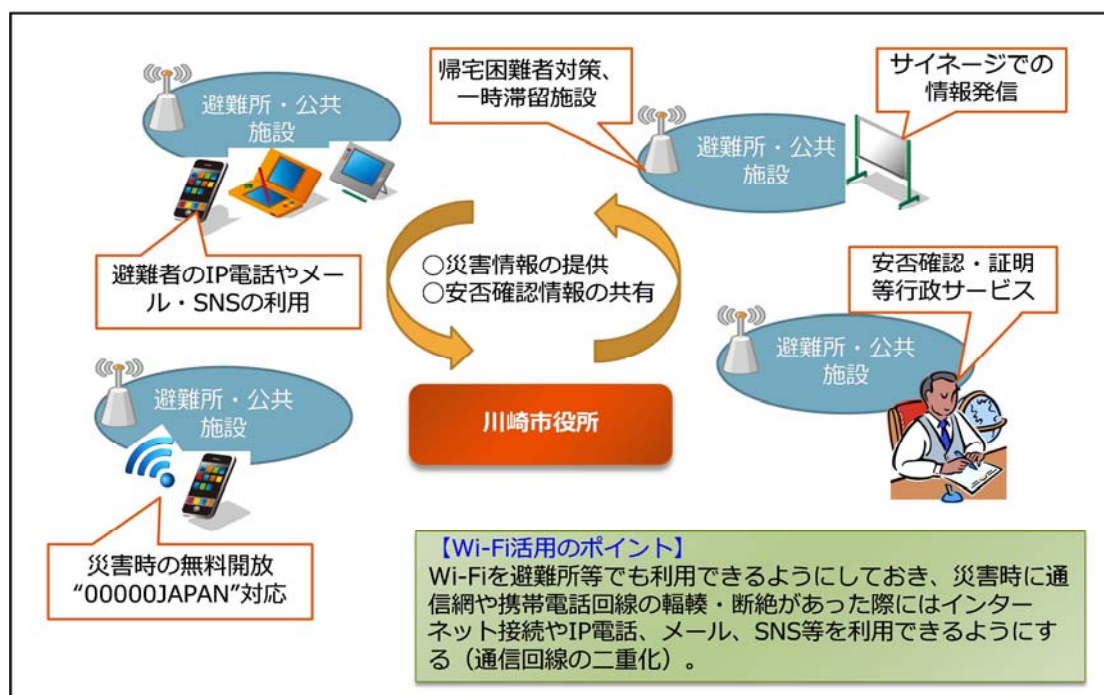 避難所・公共
施設
避難者のIP電話やメー
ル・SNSの利用
帰宅困難者対策、
一時滞留施設
避難所・公共
施設
サイネージでの
情報発信
○災害情報の提供
○安否確認情報の共有
安否確認・証明
等行政サービス
避難所・公共
施設
避難所・公共
施設
災害時の無料開放
“00000JAPAN”対応
川崎市役所
【Wi-Fi活用のポイント】
Wi-Fiを避難所等でも利用できるようにしておき、災害時に通
信網や携帯電話回線の輻輳・断絶があった際にはインター
ネット接続やIP電話、メール、SNS等を利用できるようにす
る（通信回線の二重化）。